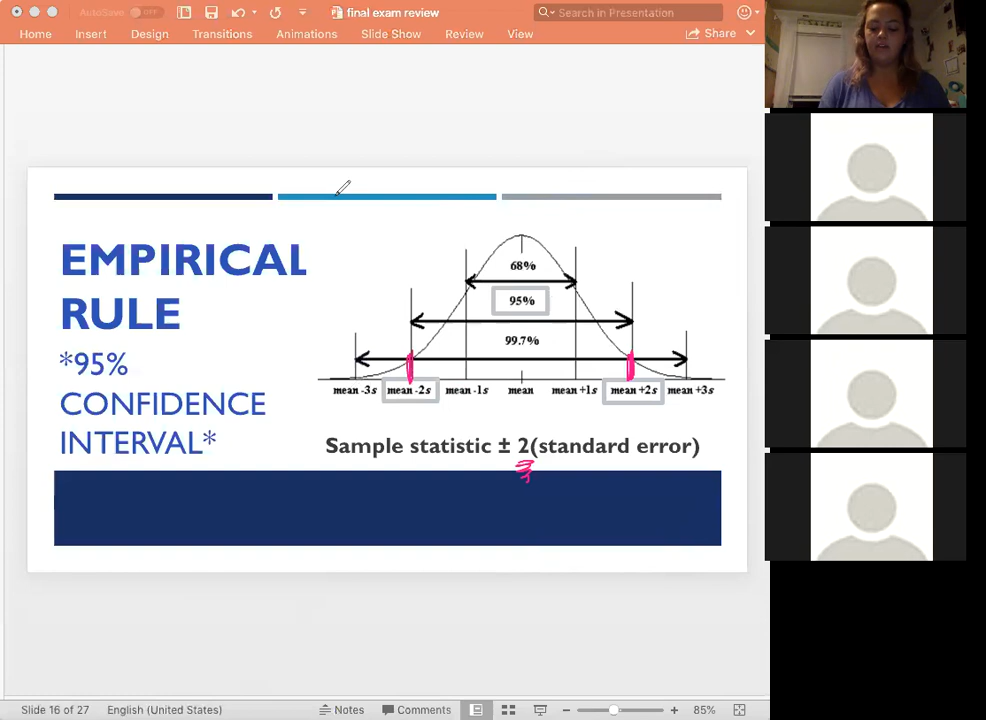 AutoSave OFF
final exam review
Search in Presentation
Home Insert Design Transitions Animations Slide Show Review View
Share
EMPIRICAL
RULE
*95%
CONFIDENCE
INTERVAL*
68%
95%
99.7%
mean -3s mean -2s mean -1s mean mean +1s mean +2s mean +3s
Sample statistic ± 2(standard error)
Slide 16 of 27 English (United States) Notes Comments 85%